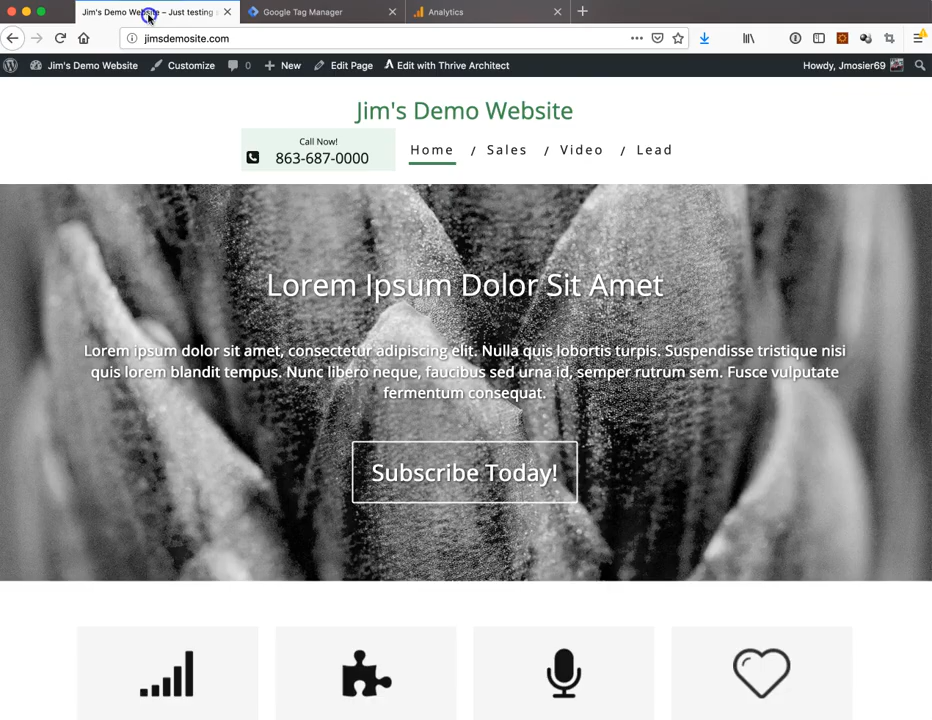 Jim's Demo Website – Just testing
Google Tag Manager
Analytics
jimsdemosite.com
Jim's Demo Website
Customize
0
New
Edit Page
Edit with Thrive Architect
Howdy, Jmosier69
Jim's Demo Website
Call Now!
863-687-0000
Home / Sales / Video / Lead
Lorem Ipsum Dolor Sit Amet
Lorem ipsum dolor sit amet, consectetur adipiscing elit. Nulla quis lobortis turpis. Suspendisse tristique nisi
quis lorem blandit tempus. Nunc libero neque, faucibus sed urna id, semper rutrum sem. Fusce vulputate
fermentum consequat.
Subscribe Today!